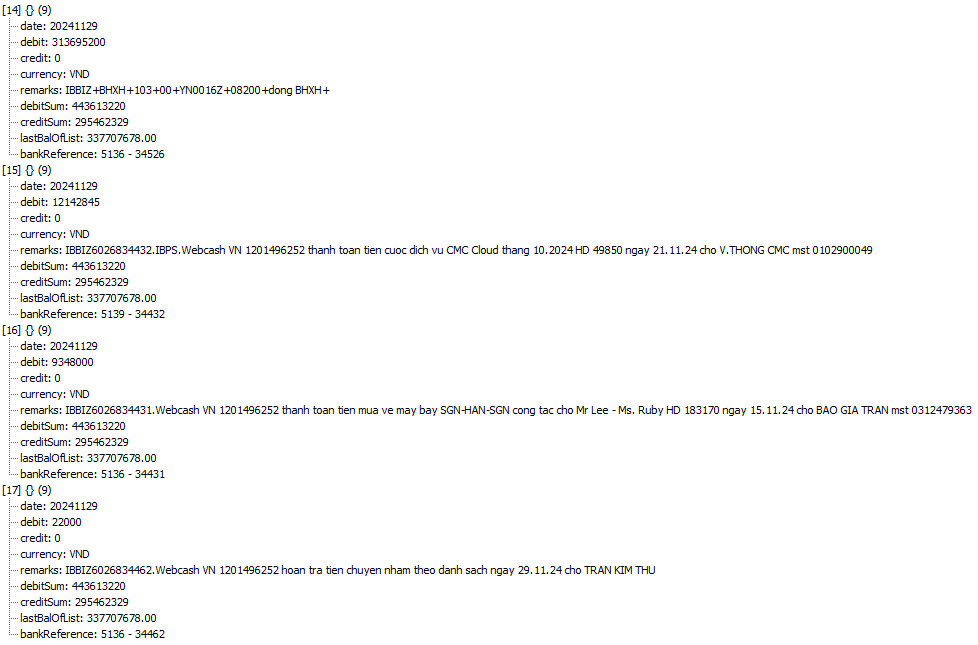 [14] {} (9)
date: 20241129
debit: 313695200
credit: 0
currency: VND
remarks: IBBIZ+BHXH+103+00+YN0016Z+08200+dong BHXH+
debitSum: 443613220
creditSum: 295462329
lastBalOfList: 337707678.00
bankReference: 5136 - 34526
[15] {} (9)
date: 20241129
debit: 12142845
credit: 0
currency: VND
remarks: IBBIZ6026834432.IBPS.Webcash VN 1201496252 thanh toan tien cuoc dich vu CMC Cloud thang 10.2024 HD 49850 ngay 21.11.24 cho V.THONG CMC mst 0102900049
debitSum: 443613220
creditSum: 295462329
lastBalOfList: 337707678.00
bankReference: 5139 - 34432
[16] {} (9)
date: 20241129
debit: 9348000
credit: 0
currency: VND
remarks: IBBIZ6026834431.Webcash VN 1201496252 thanh toan tien mua ve may bay SGN-HAN-SGN cong tac cho Mr Lee - Ms. Ruby HD 183170 ngay 15.11.24 cho BAO GIA TRAN mst 0312479363
debitSum: 443613220
creditSum: 295462329
lastBalOfList: 337707678.00
bankReference: 5136 - 34431
[17] {} (9)
date: 20241129
debit: 22000
credit: 0
currency: VND
remarks: IBBIZ6026834462.Webcash VN 1201496252 hoan tra tien chuyen nham theo danh sach ngay 29.11.24 cho TRAN KIM THU
debitSum: 443613220
creditSum: 295462329
lastBalOfList: 337707678.00
bankReference: 5136 - 34462